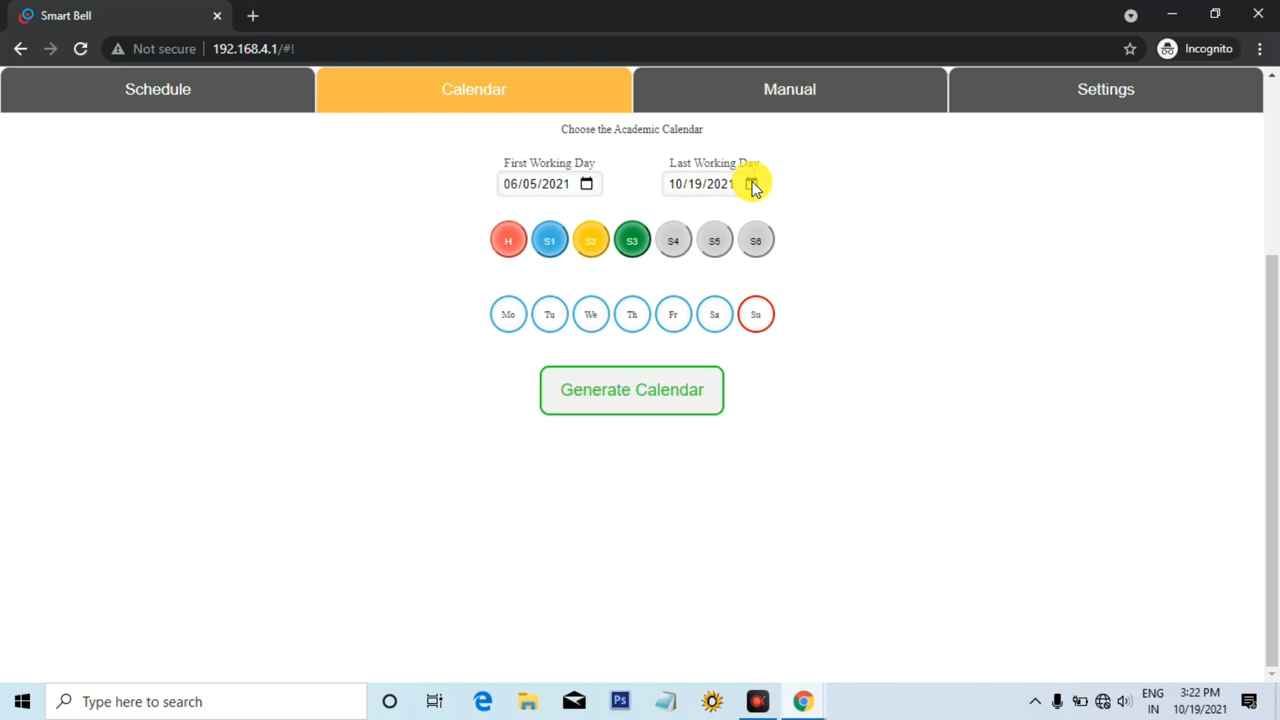 Smart Bell
Not secure 192.168.4.1/#!
Incognito
Schedule Calendar Manual Settings
Choose the Academic Calendar
First Working Day Last Working Day
06/05/2021 10/19/2021
H S1 S2 S3 S4 S5 S6
Mo Tu We Th Fr Sa Su
Generate Calendar
Type here to search
Ps
ENG 3:22 PM
IN 10/19/2021